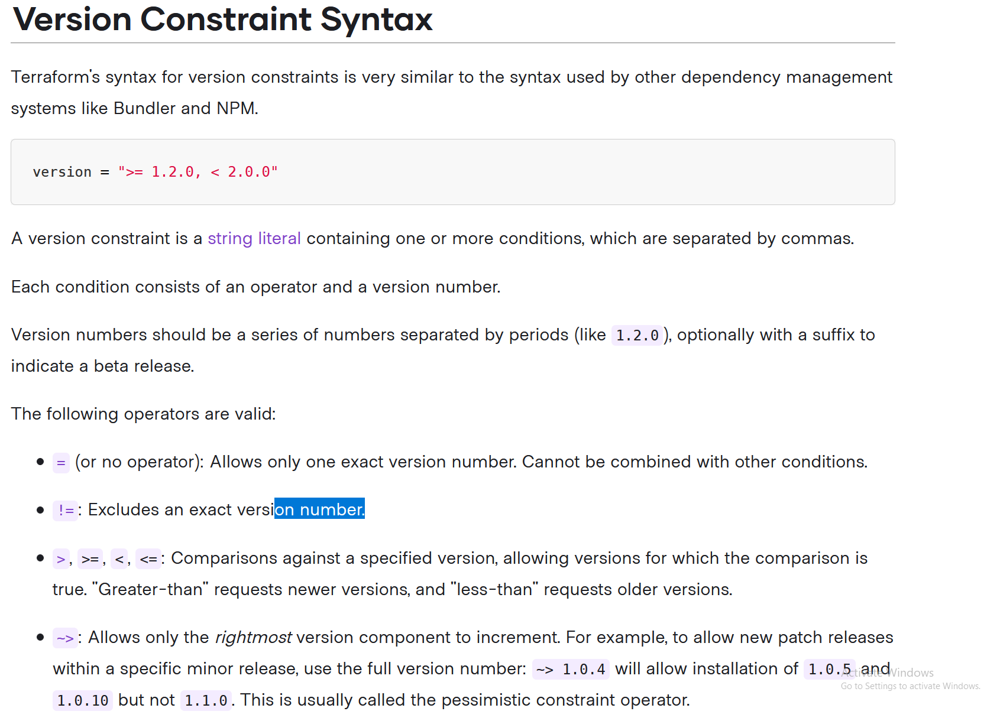 Version Constraint Syntax
Terraform's syntax for version constraints is very similar to the syntax used by other dependency management
systems like Bundler and NPM.
version = ">= 1.2.0, < 2.0.0"
A version constraint is a string literal containing one or more conditions, which are separated by commas.
Each condition consists of an operator and a version number.
Version numbers should be a series of numbers separated by periods (like 1.2.0), optionally with a suffix to
indicate a beta release.
The following operators are valid:
• = (or no operator): Allows only one exact version number. Cannot be combined with other conditions.
• !=: Excludes an exact version number.
• >, >=, <, <=: Comparisons against a specified version, allowing versions for which the comparison is
true. "Greater-than" requests newer versions, and "less-than" requests older versions.
• ~>: Allows only the rightmost version component to increment. For example, to allow new patch releases
within a specific minor release, use the full version number: ~> 1.0.4 will allow installation of 1.0.5 and
1.0.10 but not 1.1.0. This is usually called the pessimistic constraint operator.
Activate Windows
Go to Settings to activate Windows.